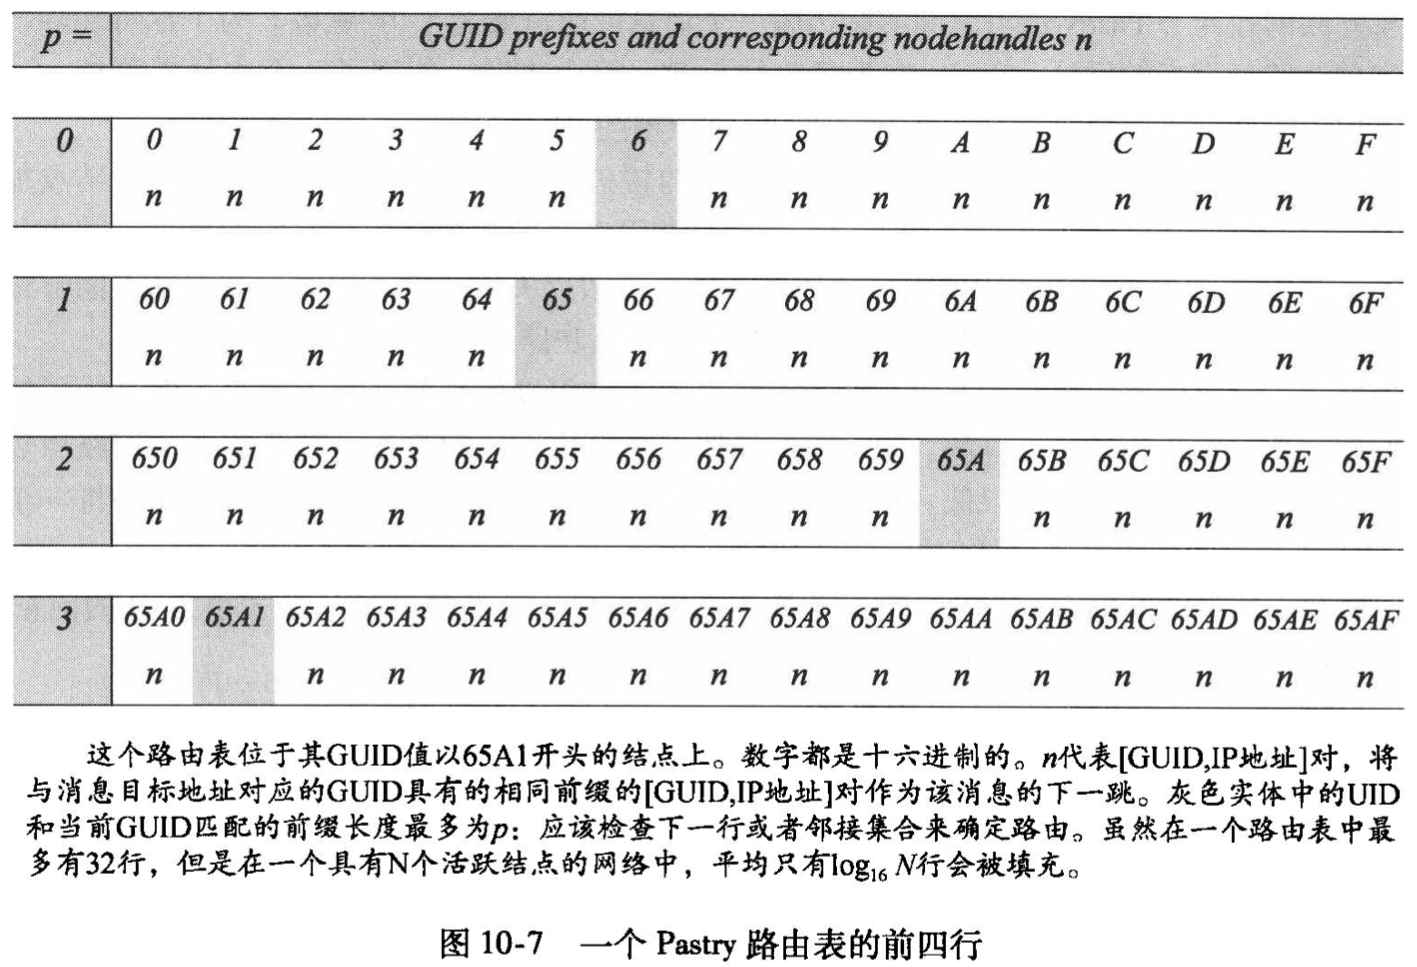 p = GUID prefixes and corresponding nodehandles n
0 0 1 2 3 4 5 6 7 8 9 A B C D E F
n n n n n n n n n n n n n n n
1 60 61 62 63 64 65 66 67 68 69 6A 6B 6C 6D 6E 6F
n n n n n n n n n n n n n n n
2 650 651 652 653 654 655 656 657 658 659 65A 65B 65C 65D 65E 65F
n n n n n n n n n n n n n n n
3 65A0 65A1 65A2 65A3 65A4 65A5 65A6 65A7 65A8 65A9 65AA 65AB 65AC 65AD 65AE 65AF
n n n n n n n n n n n n n n n
这个路由表位于其GUID值以65A1开头的结点上。数字都是十六进制的。n代表[GUID,IP地址]对，将
与消息目标地址对应的GUID具有的相同前缀的[GUID,IP地址]对作为该消息的下一跳。灰色实体中的UID
和当前GUID匹配的前缀长度最多为p：应该检查下一行或者邻接集合来确定路由。虽然在一个路由表中最
多有32行，但是在一个具有N个活跃结点的网络中，平均只有log₁₆ N行会被填充。
图 10-7 一个 Pastry 路由表的前四行